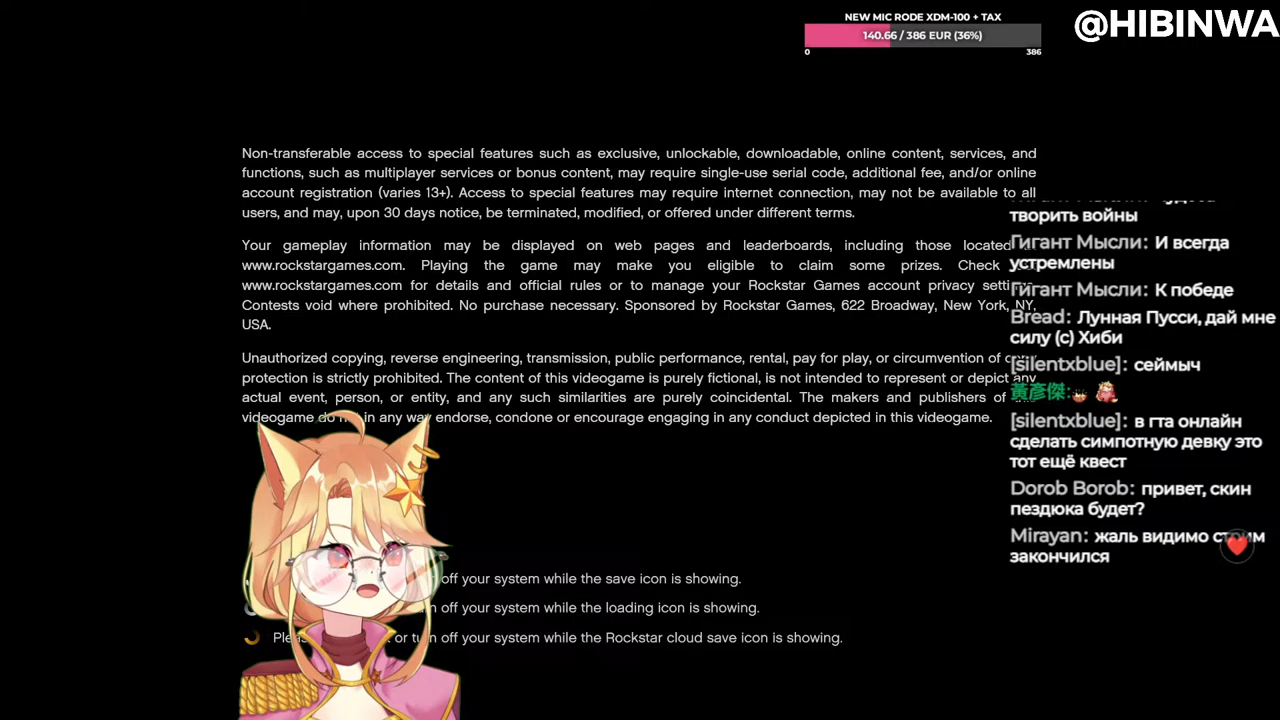 NEW MIC RODE XDM-100 + TAX
140.66 / 386 EUR (36%)
0
386
@HIBINWA
Non-transferable access to special features such as exclusive, unlockable, downloadable, online content, services, and
functions, such as multiplayer services or bonus content, may require single-use serial code, additional fee, and/or online
account registration (varies 13+). Access to special features may require internet connection, may not be available to all
users, and may, upon 30 days notice, be terminated, modified, or offered under different terms.
Your gameplay information may be displayed on web pages and leaderboards, including those located
www.rockstargames.com. Playing the game may make you eligible to claim some prizes. Check
www.rockstargames.com for details and official rules or to manage your Rockstar Games account privacy
Contests void where prohibited. No purchase necessary. Sponsored by Rockstar Games, 622 Broadway, New York, NY,
USA.
Unauthorized copying, reverse engineering, transmission, public performance, rental, pay for play, or circumvention of
protection is strictly prohibited. The content of this videogame is purely fictional, is not intended to represent or depict any
actual event, person, or entity, and any such similarities are purely coincidental. The makers and publishers of
videogame do in any way endorse, condone or encourage engaging in any conduct depicted in this videogame.
off your system while the save icon is showing.
off your system while the loading icon is showing.
or turn off your system while the Rockstar cloud save icon is showing.
творить войны
Гигант Мысли: И всегда
устремлены
Гигант Мысли: К победе
Bread: Лунная Пусси, дай мне
силу (с) Хиби
[silentxblue]: сеймыч
黃彥傑:
[silentxblue]: в гта онлайн
сделать симпотную девку это
тот ещё квест
Dorob Borob: привет, скин
пездюка будет?
Mirayan: жаль видимо стоим
закончился